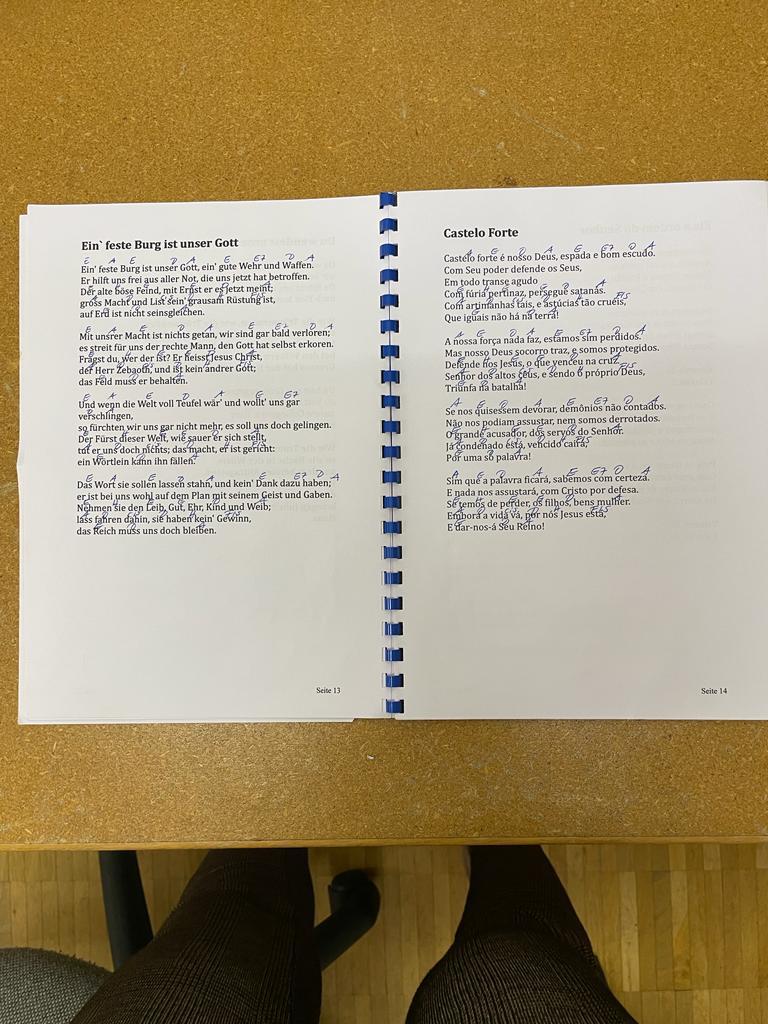 Ein` feste Burg ist unser Gott
E A E D A E E7 D A
Ein' feste Burg ist unser Gott, ein' gute Wehr und Waffen.
Er hilft uns frei aus aller Not, die uns jetzt hat betroffen.
Der alte böse Feind, mit Ernst er es jetzt meint;
gross Macht und List sein' grausam Rüstung ist,
auf Erd ist nicht seinsgleichen.
Mit unsrer Macht ist nichts getan, wir sind gar bald verloren;
es streit für uns der rechte Mann, den Gott hat selbst erkoren.
Fragst du, wer der ist? Er heisst Jesus Christ,
der Herr Zebaoth, und ist kein andrer Gott;
das Feld muss er behalten.
Und wenn die Welt voll Teufel wär' und wollt' uns gar
verschlingen,
so fürchten wir uns gar nicht mehr, es soll uns doch gelingen.
Der Fürst dieser Welt, wie sauer er sich stellt,
tut er uns doch nichts; das macht, er ist gericht:
ein Wörtlein kann ihn fällen.
Das Wort sie sollen lassen stahn, und kein' Dank dazu haben;
er ist bei uns wohl auf dem Plan mit seinem Geist und Gaben.
Nehmen sie den Leib, Gut, Ehr, Kind und Weib;
lass fahren dahin, sie haben kein' Gewinn,
das Reich muss uns doch bleiben.
Seite 13
Castelo Forte
A E D A E E7 D A
Castelo forte é nosso Deus, espada e bom escudo.
Com Seu poder defende os Seus,
Em todo transe agudo
Com fúria pertinaz, persegue satanás.
Com artimanhas tais, e astúcias tão cruéis,
Que iguais não há na terra!
A nossa força nada faz, estamos sim perdidos.
Mas nosso Deus socorro traz, e somos protegidos.
Defende nos Jesus, o que venceu na cruz
Senhor dos altos céus, e sendo o próprio Deus,
Triunfa na batalha!
A E D A E E7 D A
Se nos quisessem devorar, demônios não contados.
Não nos podiam assustar, nem somos derrotados.
O grande acusador, dos servos do Senhor.
Já condenado está, vencido cairá,
Por uma só palavra!
A E D A E E7 D A
Sim que a palavra ficará, sabemos com certeza.
E nada nos assustará, com Cristo por defesa.
Se temos de perder, os filhos, bens mulher.
Embora a vida vá, por nós Jesus está,
E dar-nos-á Seu Reino!
Seite 14